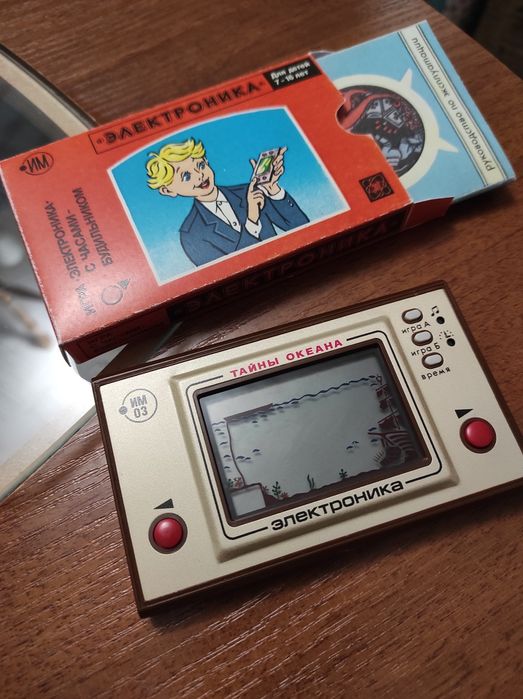 «ЭЛЕКТРОНИКА»
Для детей
7-16 лет
ИМ
ИГРА „ЭЛЕКТРОНИКА“
С ЧАСАМИ-
БУДИЛЬНИКОМ
«ЭЛЕКТРОНИКА»
Руководство по эксплуатации
ТАЙНЫ ОКЕАНА
ИМ
03
игра А
игра Б
время
электроника